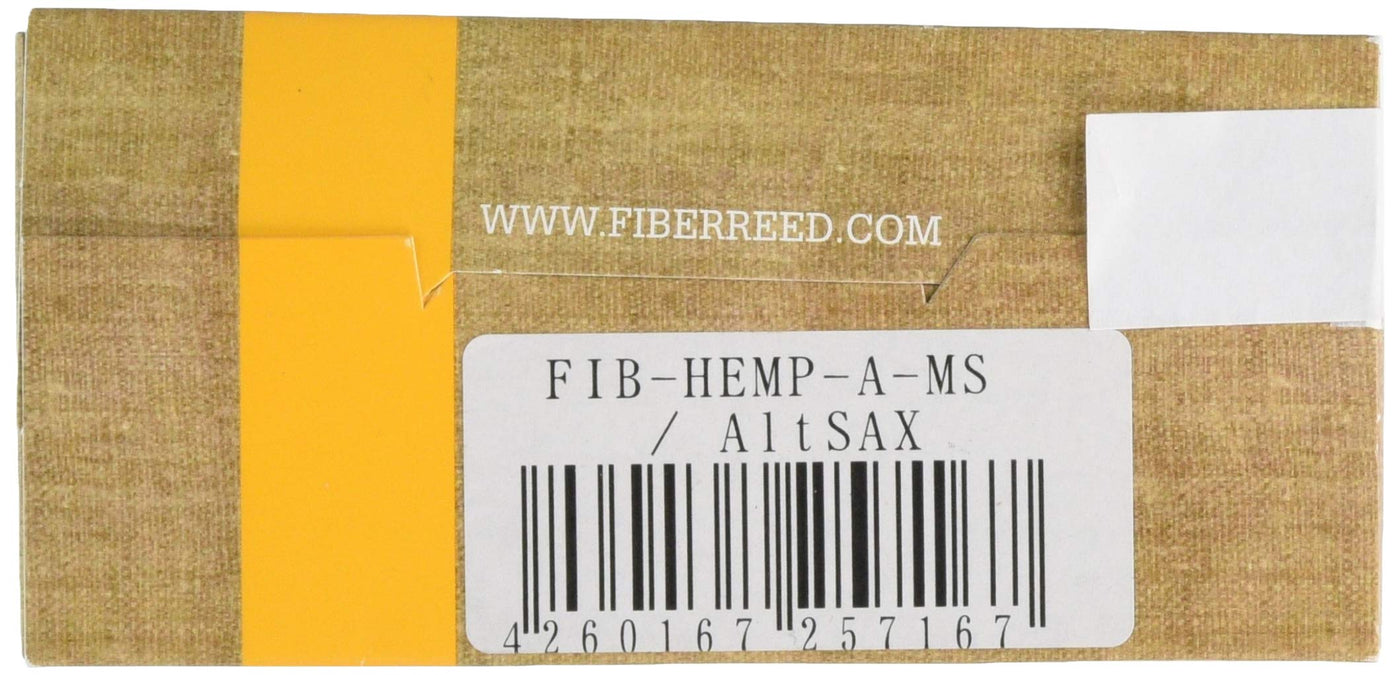 WWW.FIBERREED.COM
FIB-HEMP-A-MS
/ AltSAX
4260167 257167